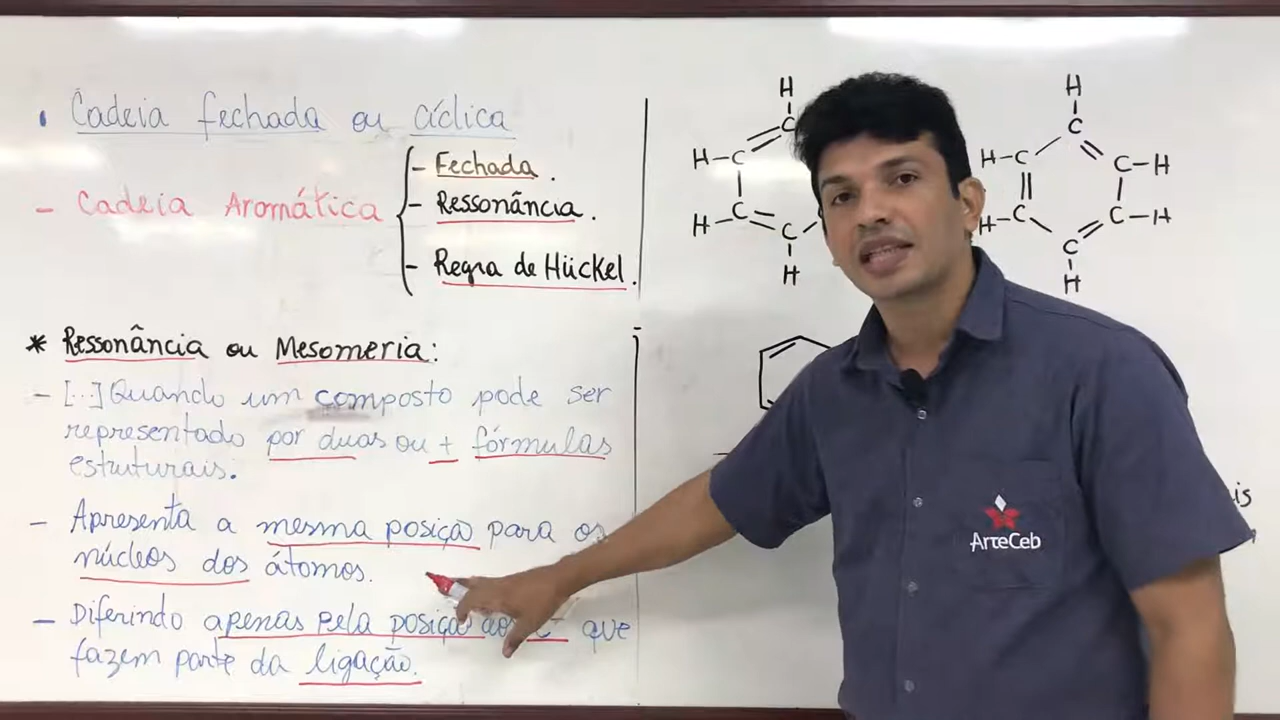 • Cadeia fechada ou cíclica
- Cadeia Aromática
- Fechada.
- Ressonância.
- Regra de Hückel.
* Ressonância ou Mesomeria:
- [...] Quando um composto pode ser
representado por duas ou + fórmulas
estruturais.
- Apresenta a mesma posição para os
núcleos dos átomos.
- Diferindo apenas pela posição dos e- que
fazem parte da ligação.
H
C
H-C
H-C
C
H
H
C
H-C C-H
H-C C-H
C
H
ArteCeb